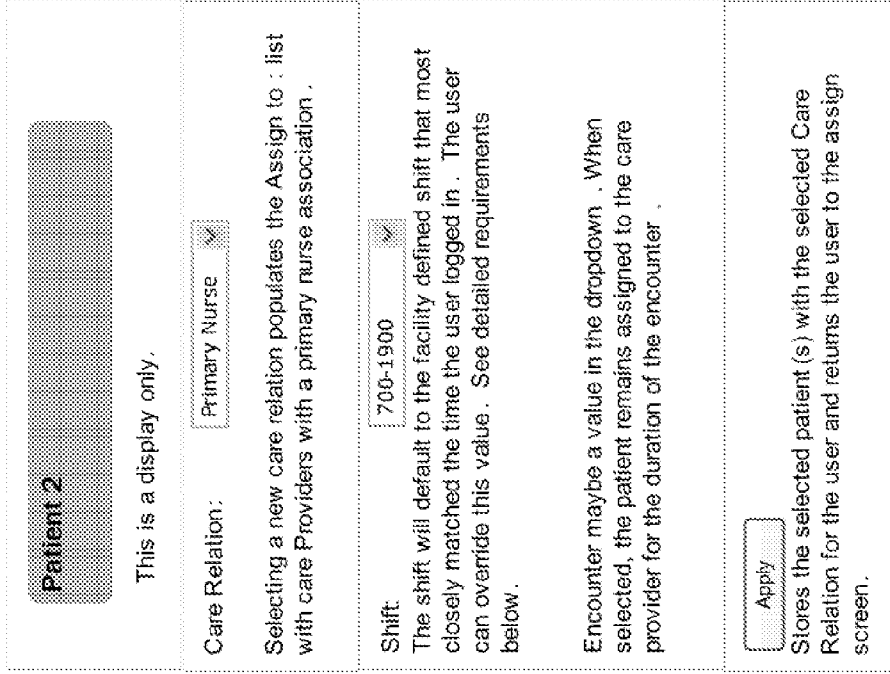 Patient 2
This is a display only.
Care Relation: Primary Nurse
Selecting a new care relation populates the Assign to : list
with care Providers with a primary nurse association .
Shift: 700-1900
The shift will default to the facility defined shift that most
closely matched the time the user logged in . The user
can override this value . See detailed requirements
below .
Encounter maybe a value in the dropdown . When
selected, the patient remains assigned to the care
provider for the duration of the encounter .
Apply
Stores the selected patient (s) with the selected Care
Relation for the user and returns the user to the assign
screen .